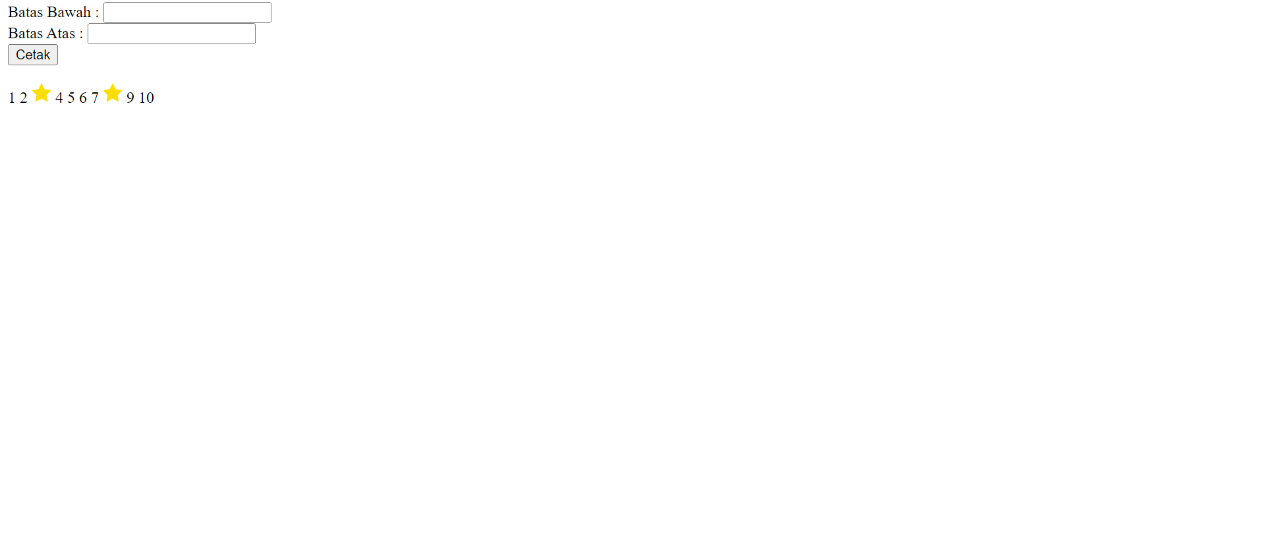 Batas Bawah :
Batas Atas :
Cetak
1 2 4 5 6 7 9 10